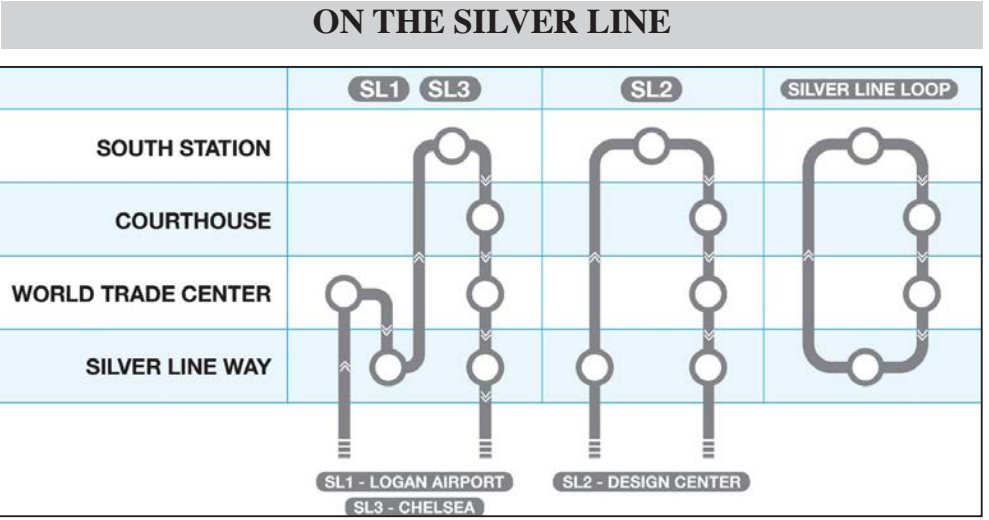 ON THE SILVER LINE
SL1 SL3 SL2 SILVER LINE LOOP
SOUTH STATION
COURTHOUSE
WORLD TRADE CENTER
SILVER LINE WAY
SL1 - LOGAN AIRPORT SL2 - DESIGN CENTER
SL3 - CHELSEA